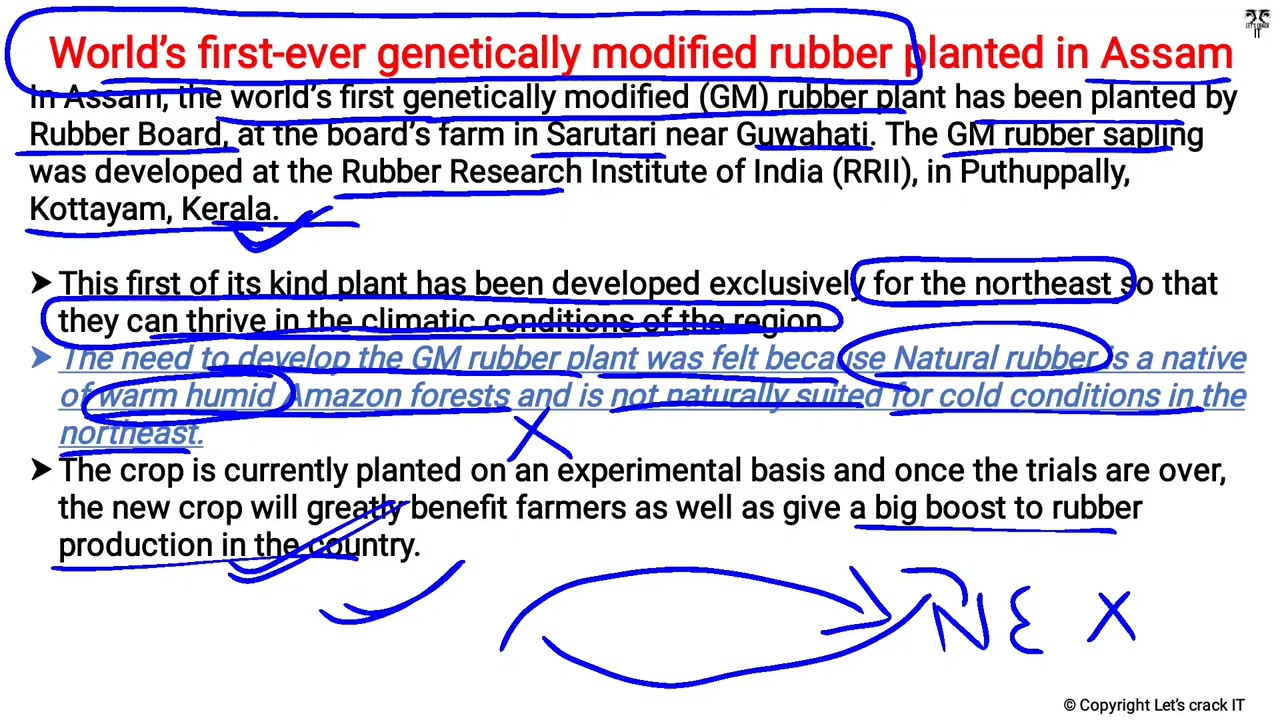 LET'S CRACK
IT
World's first-ever genetically modified rubber planted in Assam
In Assam, the world's first genetically modified (GM) rubber plant has been planted by
Rubber Board, at the board's farm in Sarutari near Guwahati. The GM rubber sapling
was developed at the Rubber Research Institute of India (RRII), in Puthuppally,
Kottayam, Kerala.
➤ This first of its kind plant has been developed exclusively for the northeast so that
they can thrive in the climatic conditions of the region
➤ The need to develop the GM rubber plant was felt because Natural rubber is a native
of warm humid Amazon forests and is not naturally suited for cold conditions in the
northeast.
➤ The crop is currently planted on an experimental basis and once the trials are over,
the new crop will greatly benefit farmers as well as give a big boost to rubber
production in the country.
NE X
© Copyright Let's crack IT